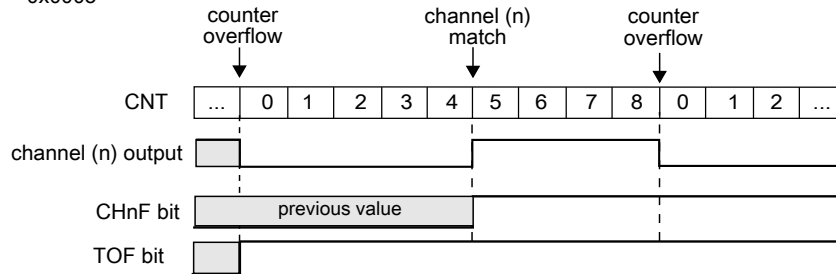 counter overflow
channel (n) match
counter overflow
CNT ... 0 1 2 3 4 5 6 7 8 0 1 2 ...
channel (n) output
CHnF bit previous value
TOF bit